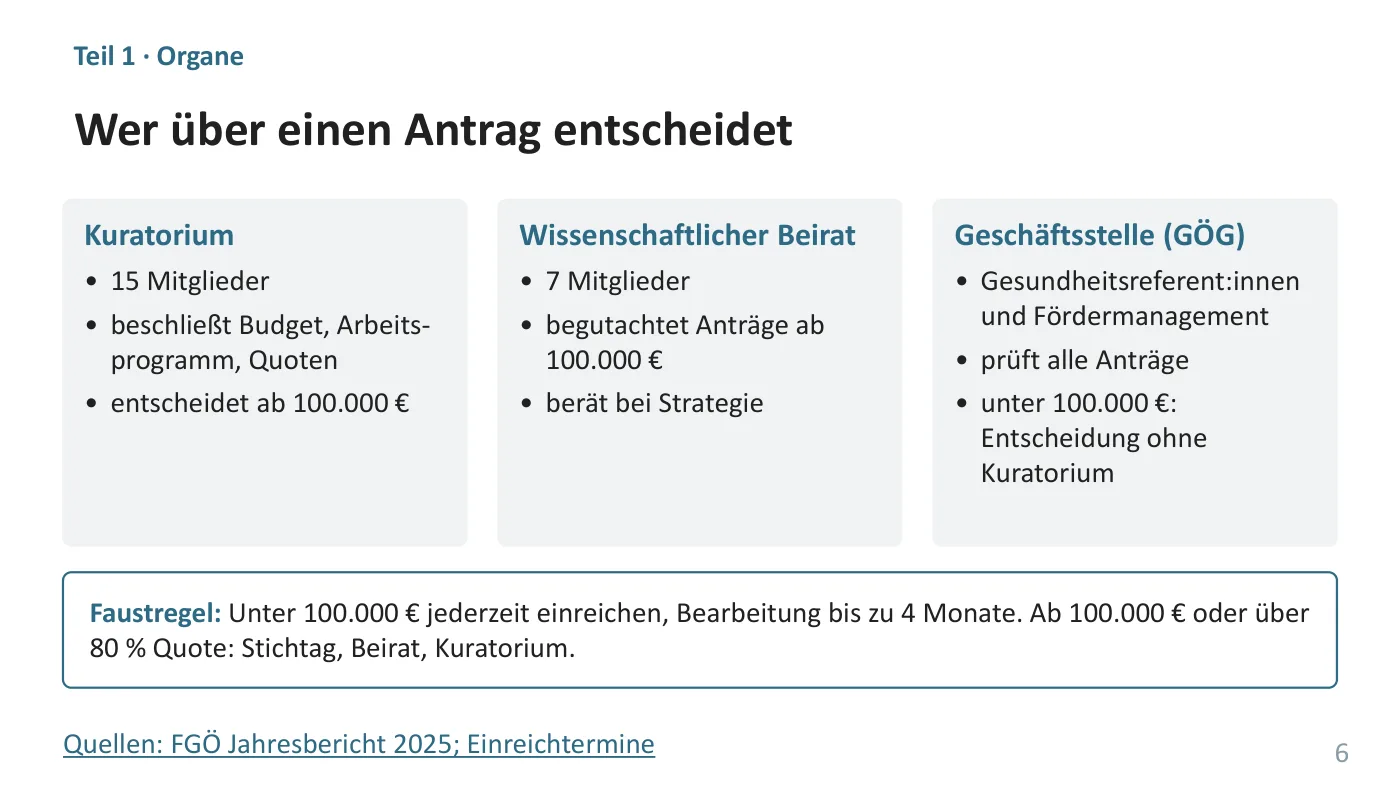 Teil 1 · Organe
Wer über einen Antrag entscheidet
Kuratorium
• 15 Mitglieder
• beschließt Budget, Arbeits-
programm, Quoten
• entscheidet ab 100.000 €
Wissenschaftlicher Beirat
• 7 Mitglieder
• begutachtet Anträge ab
100.000 €
• berät bei Strategie
Geschäftsstelle (GÖG)
• Gesundheitsreferent:innen
und Fördermanagement
• prüft alle Anträge
• unter 100.000 €:
Entscheidung ohne
Kuratorium
Faustregel: Unter 100.000 € jederzeit einreichen, Bearbeitung bis zu 4 Monate. Ab 100.000 € oder über
80 % Quote: Stichtag, Beirat, Kuratorium.
Quellen: FGÖ Jahresbericht 2025; Einreichtermine
6